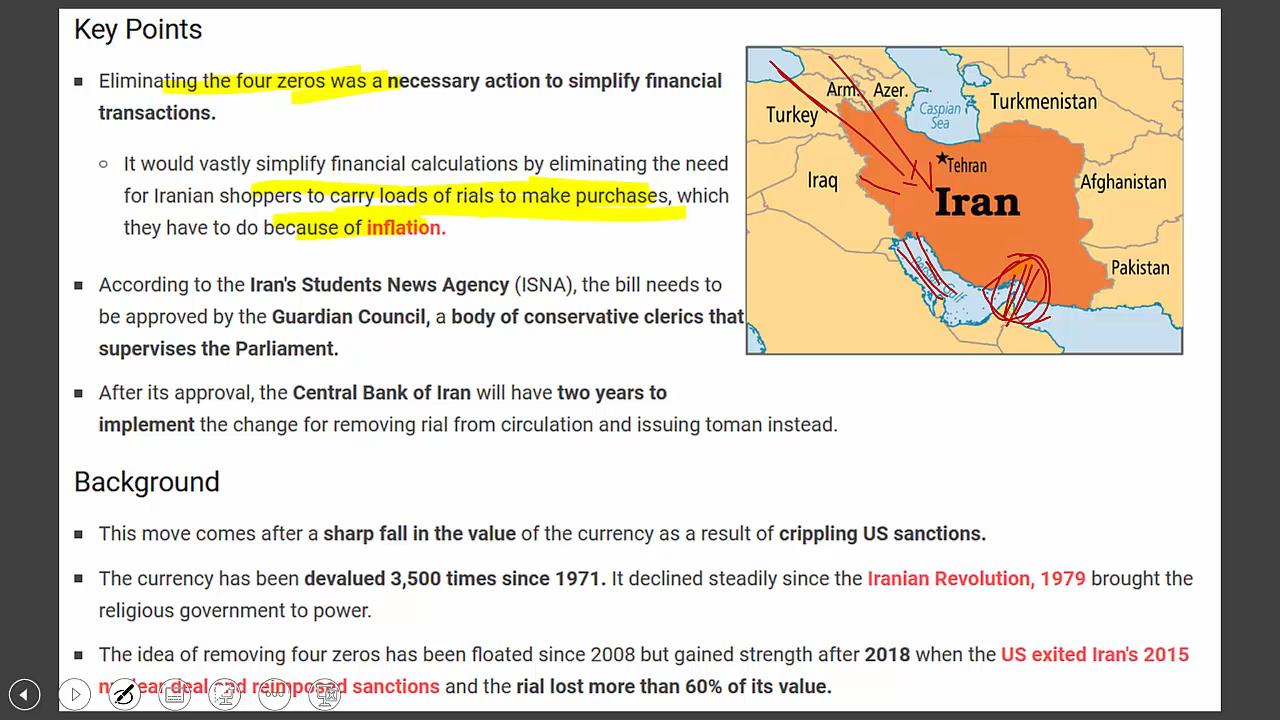 Key Points
Eliminating the four zeros was a necessary action to simplify financial
transactions.
It would vastly simplify financial calculations by eliminating the need
for Iranian shoppers to carry loads of rials to make purchases, which
they have to do because of inflation.
According to the Iran's Students News Agency (ISNA), the bill needs to
be approved by the Guardian Council, a body of conservative clerics that
supervises the Parliament.
After its approval, the Central Bank of Iran will have two years to
implement the change for removing rial from circulation and issuing toman instead.
Arm. Azer.
Turkey
Caspian
Sea
Turkmenistan
Tehran
Iraq
Iran
Afghanistan
Pakistan
Background
This move comes after a sharp fall in the value of the currency as a result of crippling US sanctions.
The currency has been devalued 3,500 times since 1971. It declined steadily since the Iranian Revolution, 1979 brought the
religious government to power.
The idea of removing four zeros has been floated since 2008 but gained strength after 2018 when the US exited Iran's 2015
nuclear deal and reimposed sanctions and the rial lost more than 60% of its value.